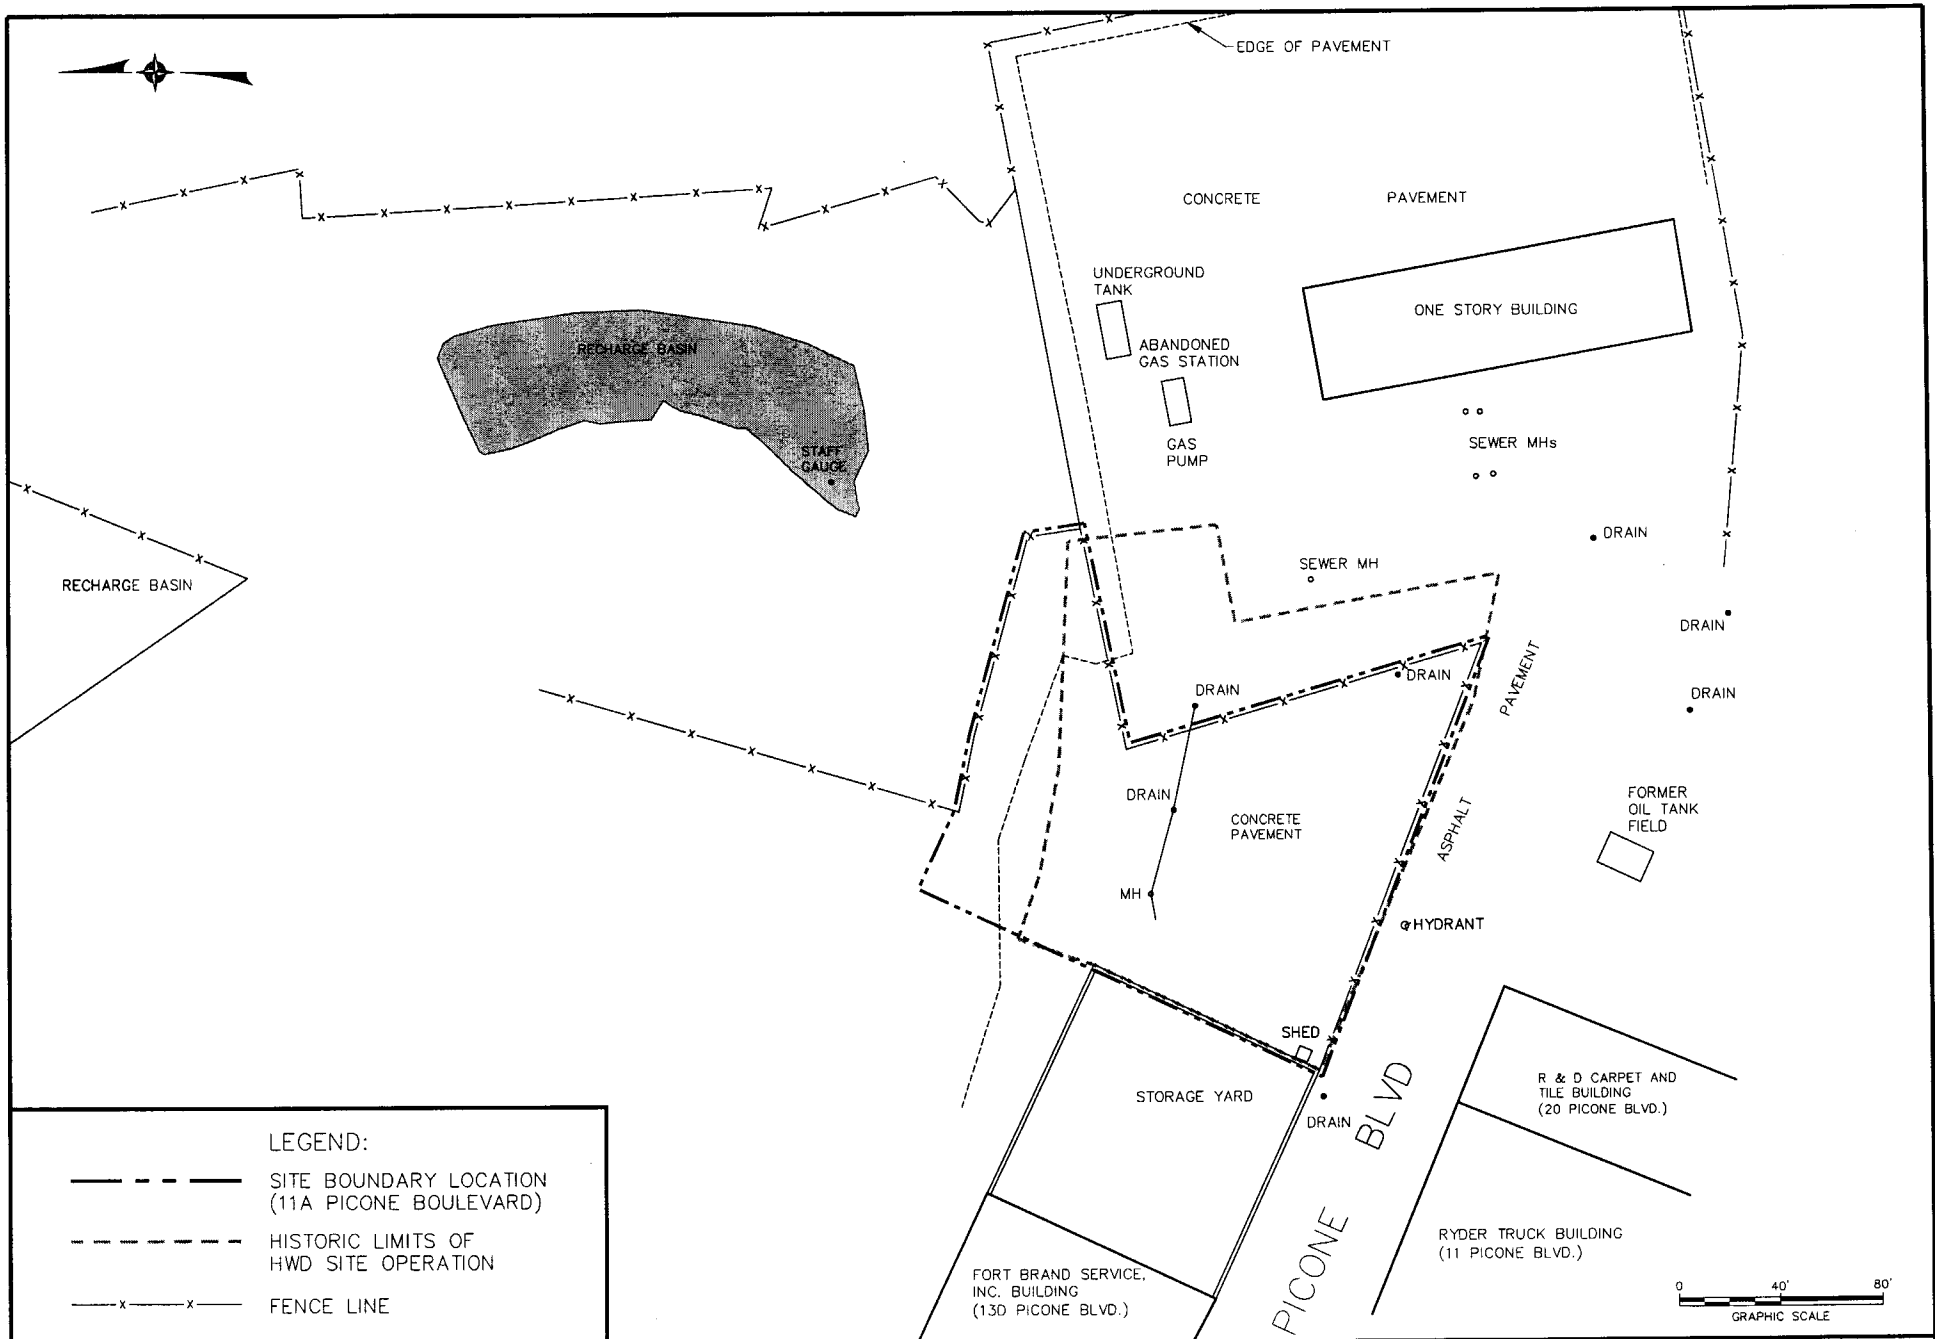 EDGE OF PAVEMENT
CONCRETE PAVEMENT
UNDERGROUND
TANK
ONE STORY BUILDING
RECHARGE BASIN
ABANDONED
GAS STATION
GAS
PUMP
SEWER MHs
STAFF
GAUGE
DRAIN
SEWER MH
RECHARGE BASIN
DRAIN
DRAIN
DRAIN
DRAIN
PAVEMENT
ASPHALT
DRAIN
CONCRETE
PAVEMENT
FORMER
OIL TANK
FIELD
MH
HYDRANT
SHED
STORAGE YARD
DRAIN
PICONE BLVD
R & D CARPET AND
TILE BUILDING
(20 PICONE BLVD.)
RYDER TRUCK BUILDING
(11 PICONE BLVD.)
FORT BRAND SERVICE,
INC. BUILDING
(13D PICONE BLVD.)
LEGEND:
SITE BOUNDARY LOCATION
(11A PICONE BOULEVARD)
HISTORIC LIMITS OF
HWD SITE OPERATION
FENCE LINE
0 40' 80'
GRAPHIC SCALE